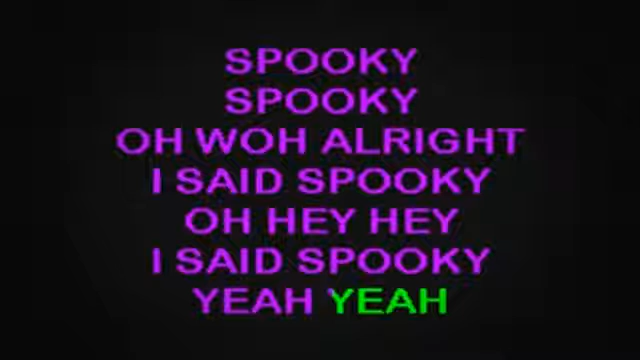 SPOOKY
SPOOKY
OH WOH ALRIGHT
I SAID SPOOKY
OH HEY HEY
I SAID SPOOKY
YEAH YEAH